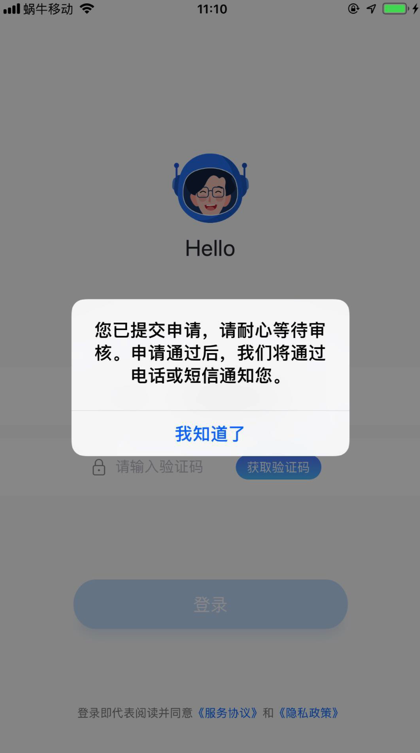 蜗牛移动
11:10
Hello
您已提交申请，请耐心等待审
核。申请通过后，我们将通过
电话或短信通知您。
我知道了
请输入验证码
获取验证码
登录
登录即代表阅读并同意《服务协议》和《隐私政策》